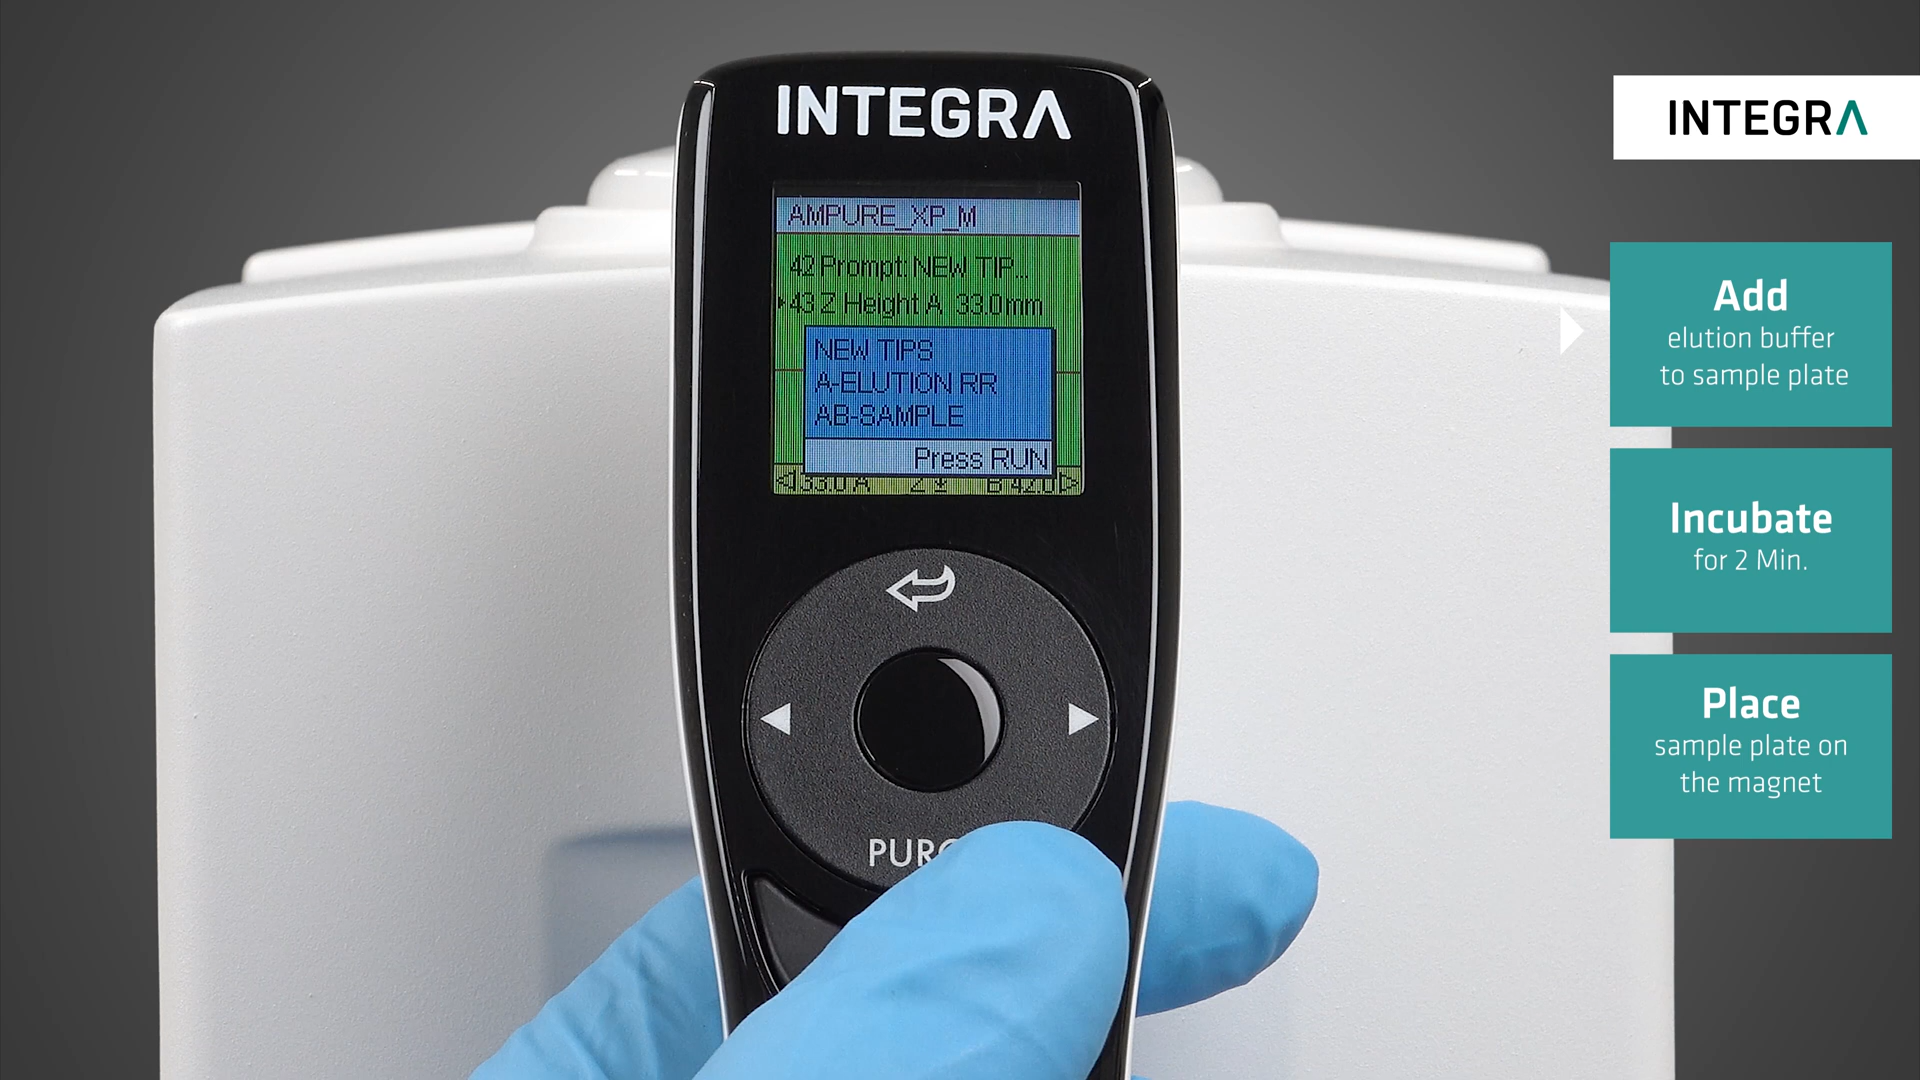 INTEGRA
AMPURE_XP_M
42 Prompt: NEW TIP...
43 Z Height A 33.0mm
NEW TIPS
A-ELUTION RR
AB-SAMPLE
Press RUN
INTEGRA
Add
elution buffer
to sample plate
Incubate
for 2 Min.
Place
sample plate on
the magnet